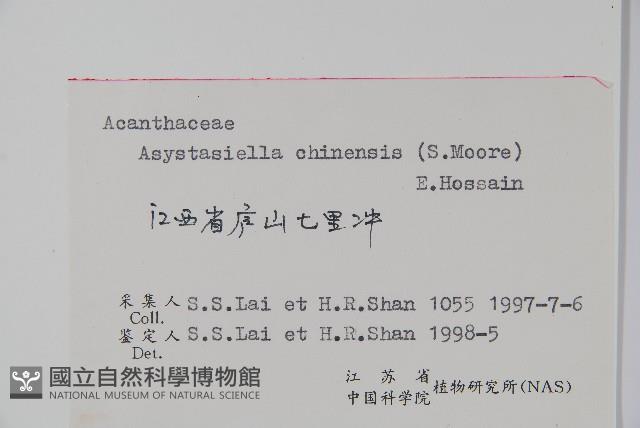 Acanthaceae
Asystasiella chinensis (S.Moore)
E.Hossain
江西省庐山七里冲
采集人 S.S.Lai et H.R.Shan 1055 1997-7-6
Coll.
鉴定人 S.S.Lai et H.R.Shan 1998-5
Det.
江苏省
中国科学院 植物研究所(NAS)
國立自然科學博物館
NATIONAL MUSEUM OF NATURAL SCIENCE